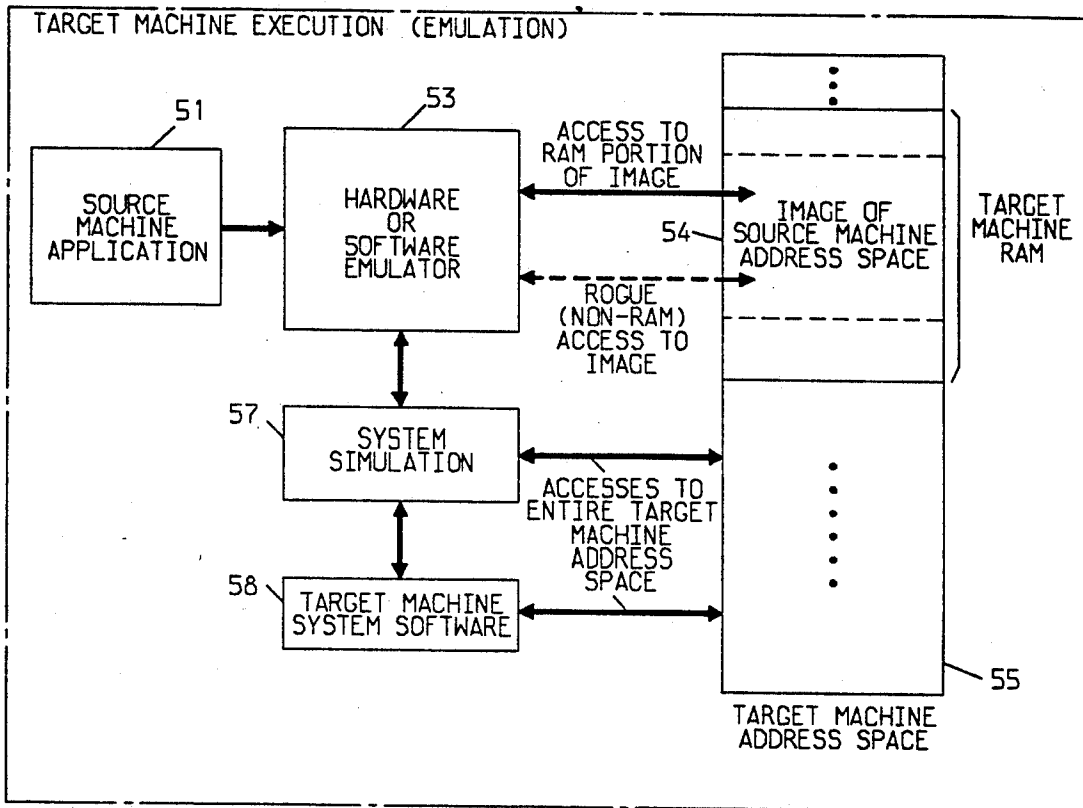 TARGET MACHINE EXECUTION (EMULATION)
51
SOURCE
MACHINE
APPLICATION
53
HARDWARE
OR
SOFTWARE
EMULATOR
ACCESS TO
RAM PORTION
OF IMAGE
ROGUE
(NON-RAM)
ACCESS TO
IMAGE
54
IMAGE OF
SOURCE MACHINE
ADDRESS SPACE
TARGET
MACHINE
RAM
57
SYSTEM
SIMULATION
ACCESSES TO
ENTIRE TARGET
MACHINE
ADDRESS
SPACE
58
TARGET MACHINE
SYSTEM SOFTWARE
55
TARGET MACHINE
ADDRESS SPACE